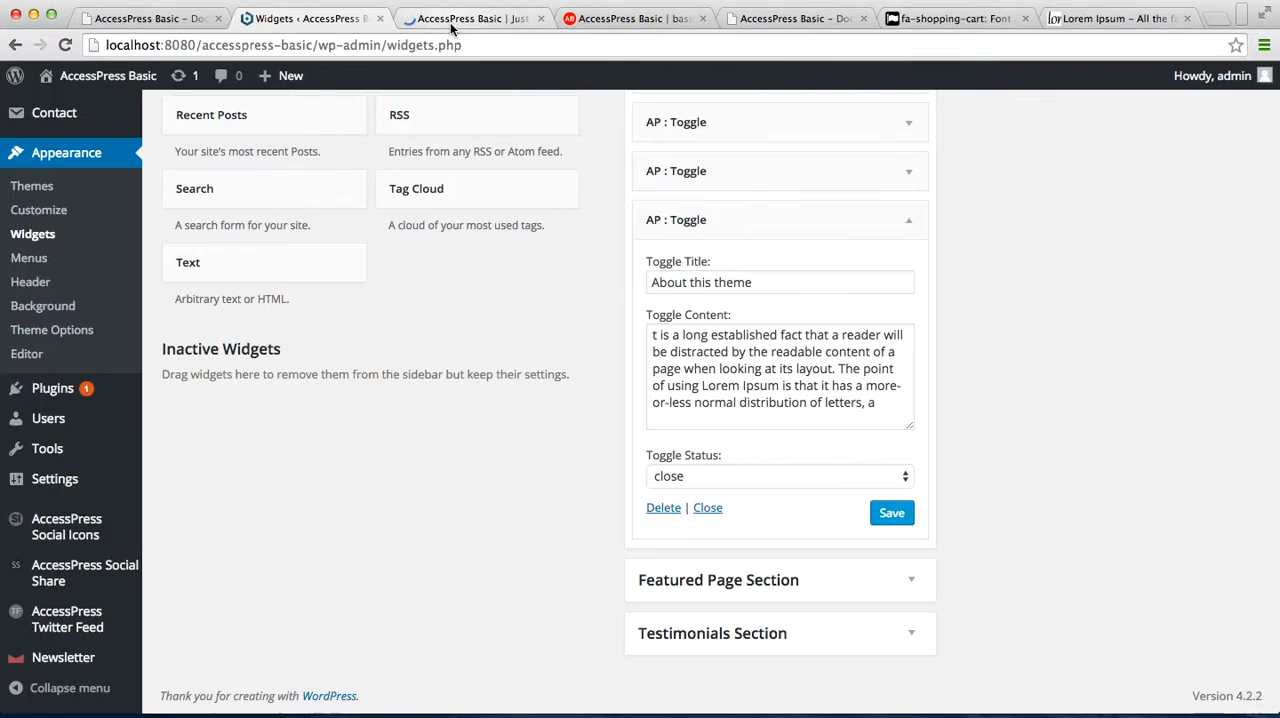 AccessPress Basic - Doc
Widgets ‹ AccessPress B
AccessPress Basic | Just
AccessPress Basic | bas
AccessPress Basic - Doc
fa-shopping-cart: Font
Lorem Ipsum - All the fa
localhost:8080/accesspress-basic/wp-admin/widgets.php
AccessPress Basic
1
0
New
Howdy, admin
Contact
Appearance
Themes
Customize
Widgets
Menus
Header
Background
Theme Options
Editor
Plugins 1
Users
Tools
Settings
AccessPress
Social Icons
AccessPress Social
Share
AccessPress
Twitter Feed
Newsletter
Collapse menu
Recent Posts
RSS
Your site's most recent Posts.
Entries from any RSS or Atom feed.
Search
Tag Cloud
A search form for your site.
A cloud of your most used tags.
Text
Arbitrary text or HTML.
Inactive Widgets
Drag widgets here to remove them from the sidebar but keep their settings.
AP : Toggle
AP : Toggle
AP : Toggle
Toggle Title:
About this theme
Toggle Content:
t is a long established fact that a reader will
be distracted by the readable content of a
page when looking at its layout. The point
of using Lorem Ipsum is that it has a more-
or-less normal distribution of letters, a
Toggle Status:
close
Delete | Close
Save
Featured Page Section
Testimonials Section
Thank you for creating with WordPress.
Version 4.2.2